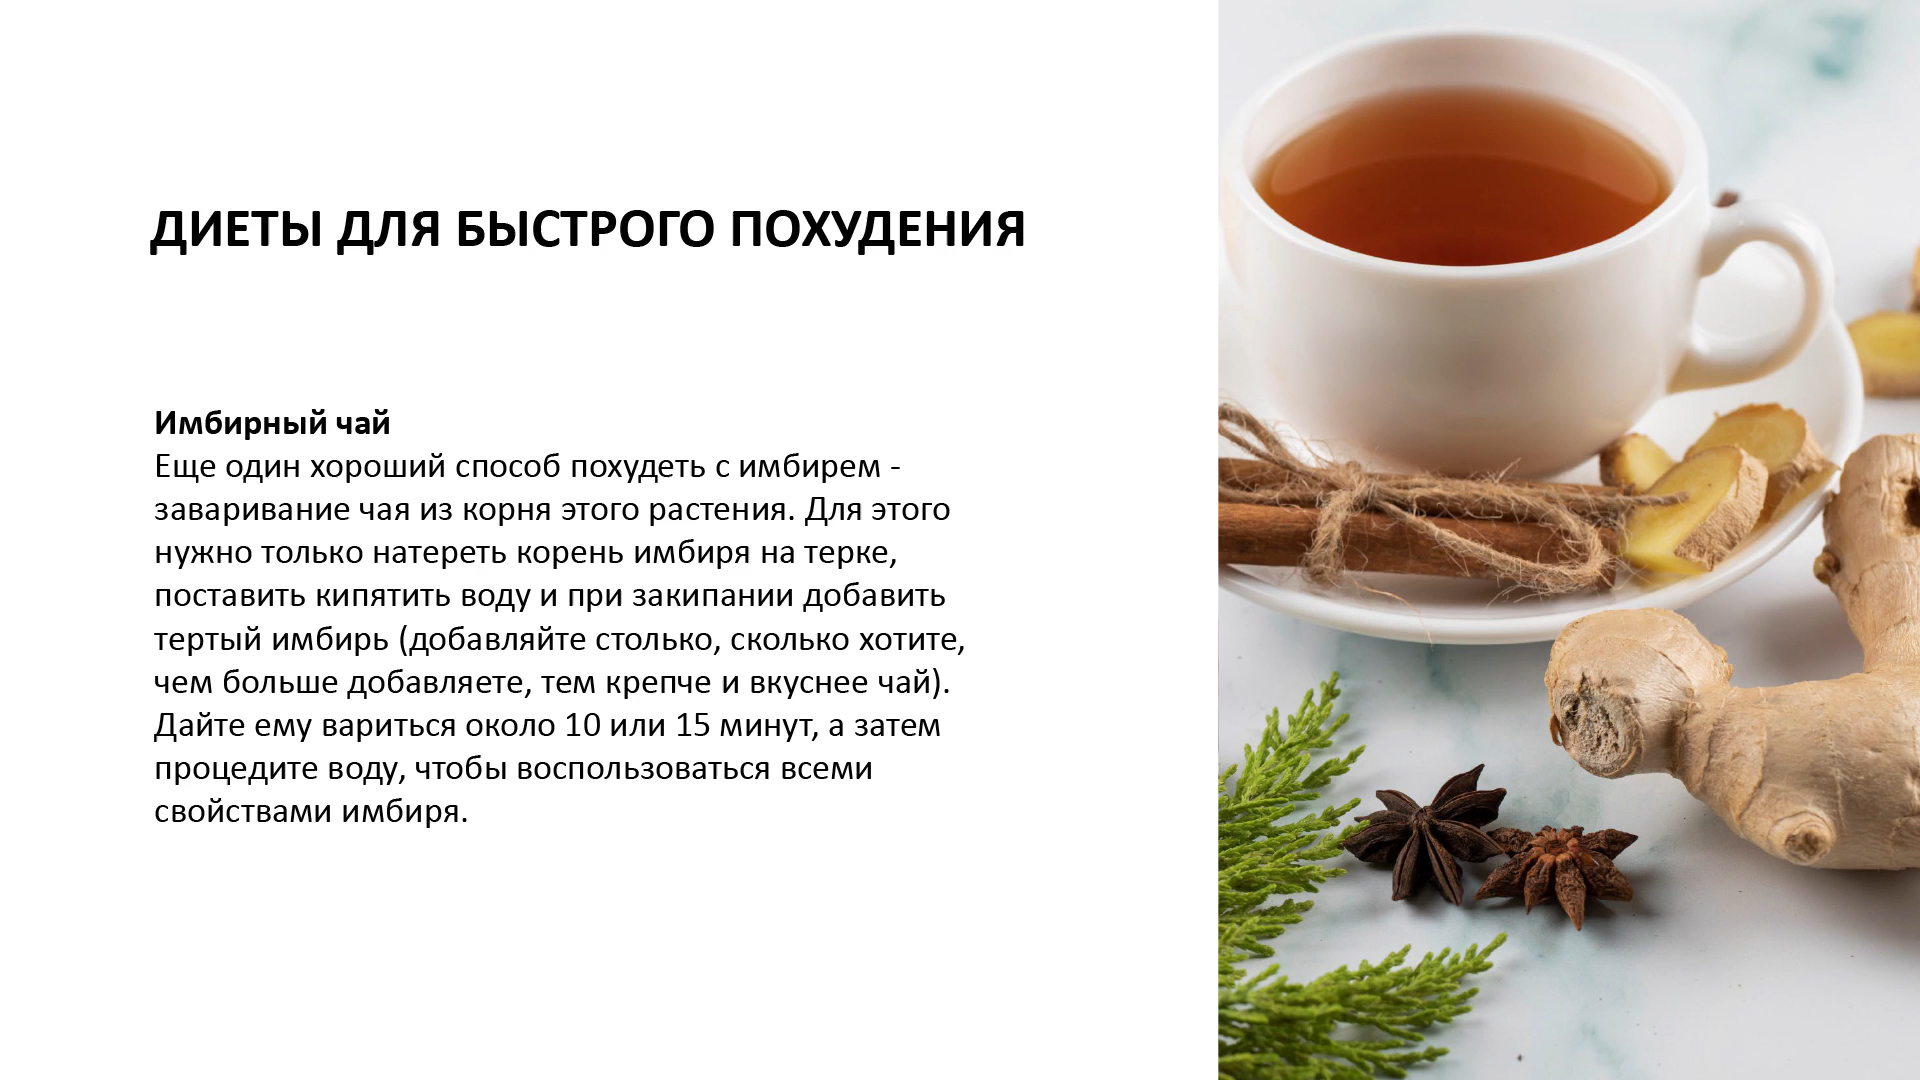 ДИЕТЫ ДЛЯ БЫСТРОГО ПОХУДЕНИЯ
Имбирный чай
Еще один хороший способ похудеть с имбирем -
заваривание чая из корня этого растения. Для этого
нужно только натереть корень имбиря на терке,
поставить кипятить воду и при закипании добавить
тертый имбирь (добавляйте столько, сколько хотите,
чем больше добавляете, тем крепче и вкуснее чай).
Дайте ему вариться около 10 или 15 минут, а затем
процедите воду, чтобы воспользоваться всеми
свойствами имбиря.